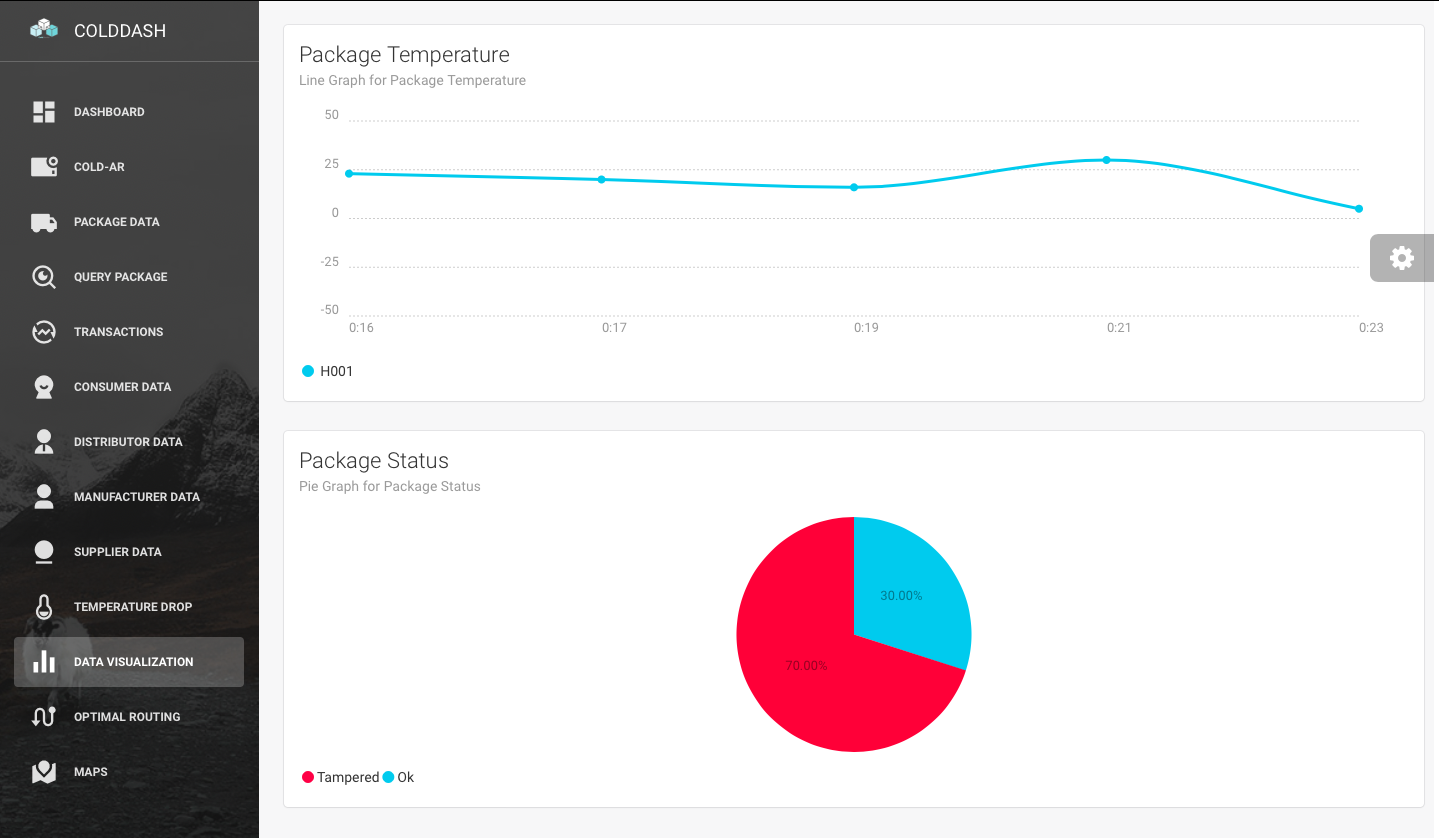 COLDDASH
DASHBOARD
COLD-AR
PACKAGE DATA
QUERY PACKAGE
TRANSACTIONS
CONSUMER DATA
DISTRIBUTOR DATA
MANUFACTURER DATA
SUPPLIER DATA
TEMPERATURE DROP
DATA VISUALIZATION
OPTIMAL ROUTING
MAPS
Package Temperature
Line Graph for Package Temperature
50
25
0
-25
-50
0:16 0:17 0:19 0:21 0:23
H001
Package Status
Pie Graph for Package Status
30.00%
70.00%
Tampered Ok